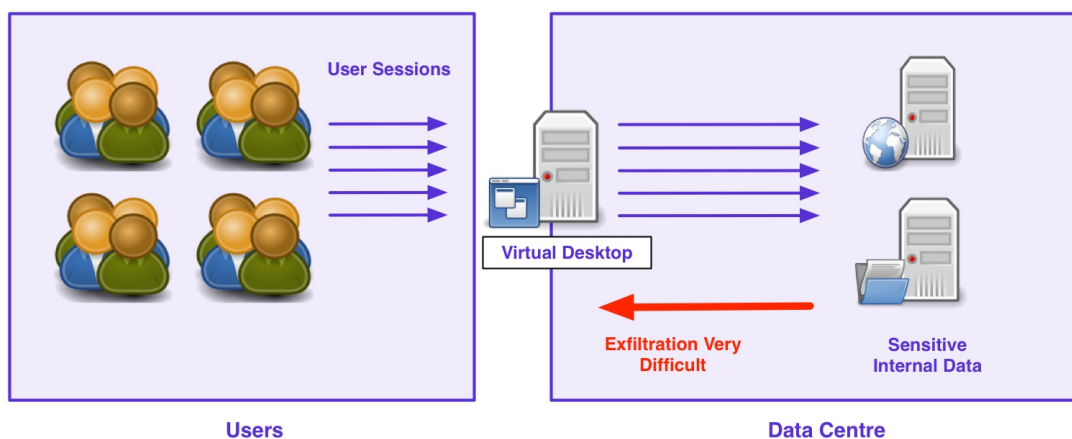 User Sessions
Virtual Desktop
Exfiltration Very
Difficult
Sensitive
Internal Data
Users
Data Centre